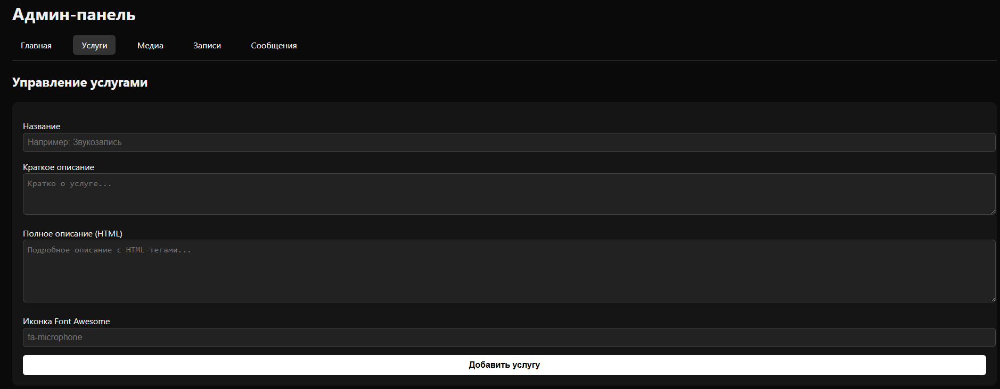 Админ-панель
Главная Услуги Медиа Записи Сообщения
Управление услугами
Название
Например: Звукозапись
Краткое описание
Кратко о услуге...
Полное описание (HTML)
Подробное описание с HTML-тегами...
Иконка Font Awesome
fa-microphone
Добавить услугу